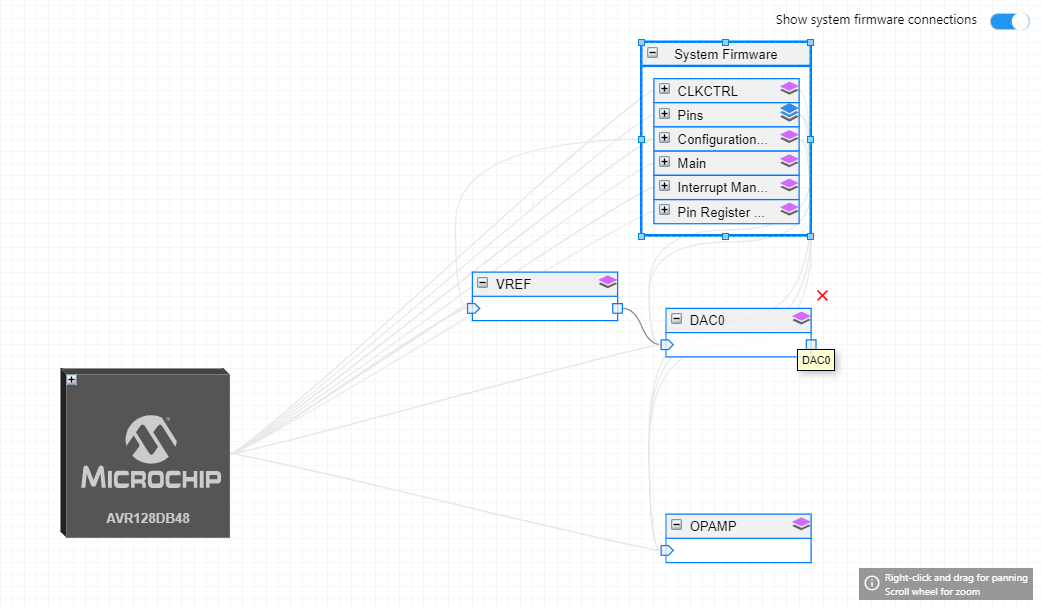 Show system firmware connections
System Firmware
CLKCTRL
Pins
Configuration...
Main
Interrupt Man...
Pin Register ...
VREF
DAC0
DAC0
MICROCHIP
AVR128DB48
OPAMP
Right-click and drag for panning
Scroll wheel for zoom